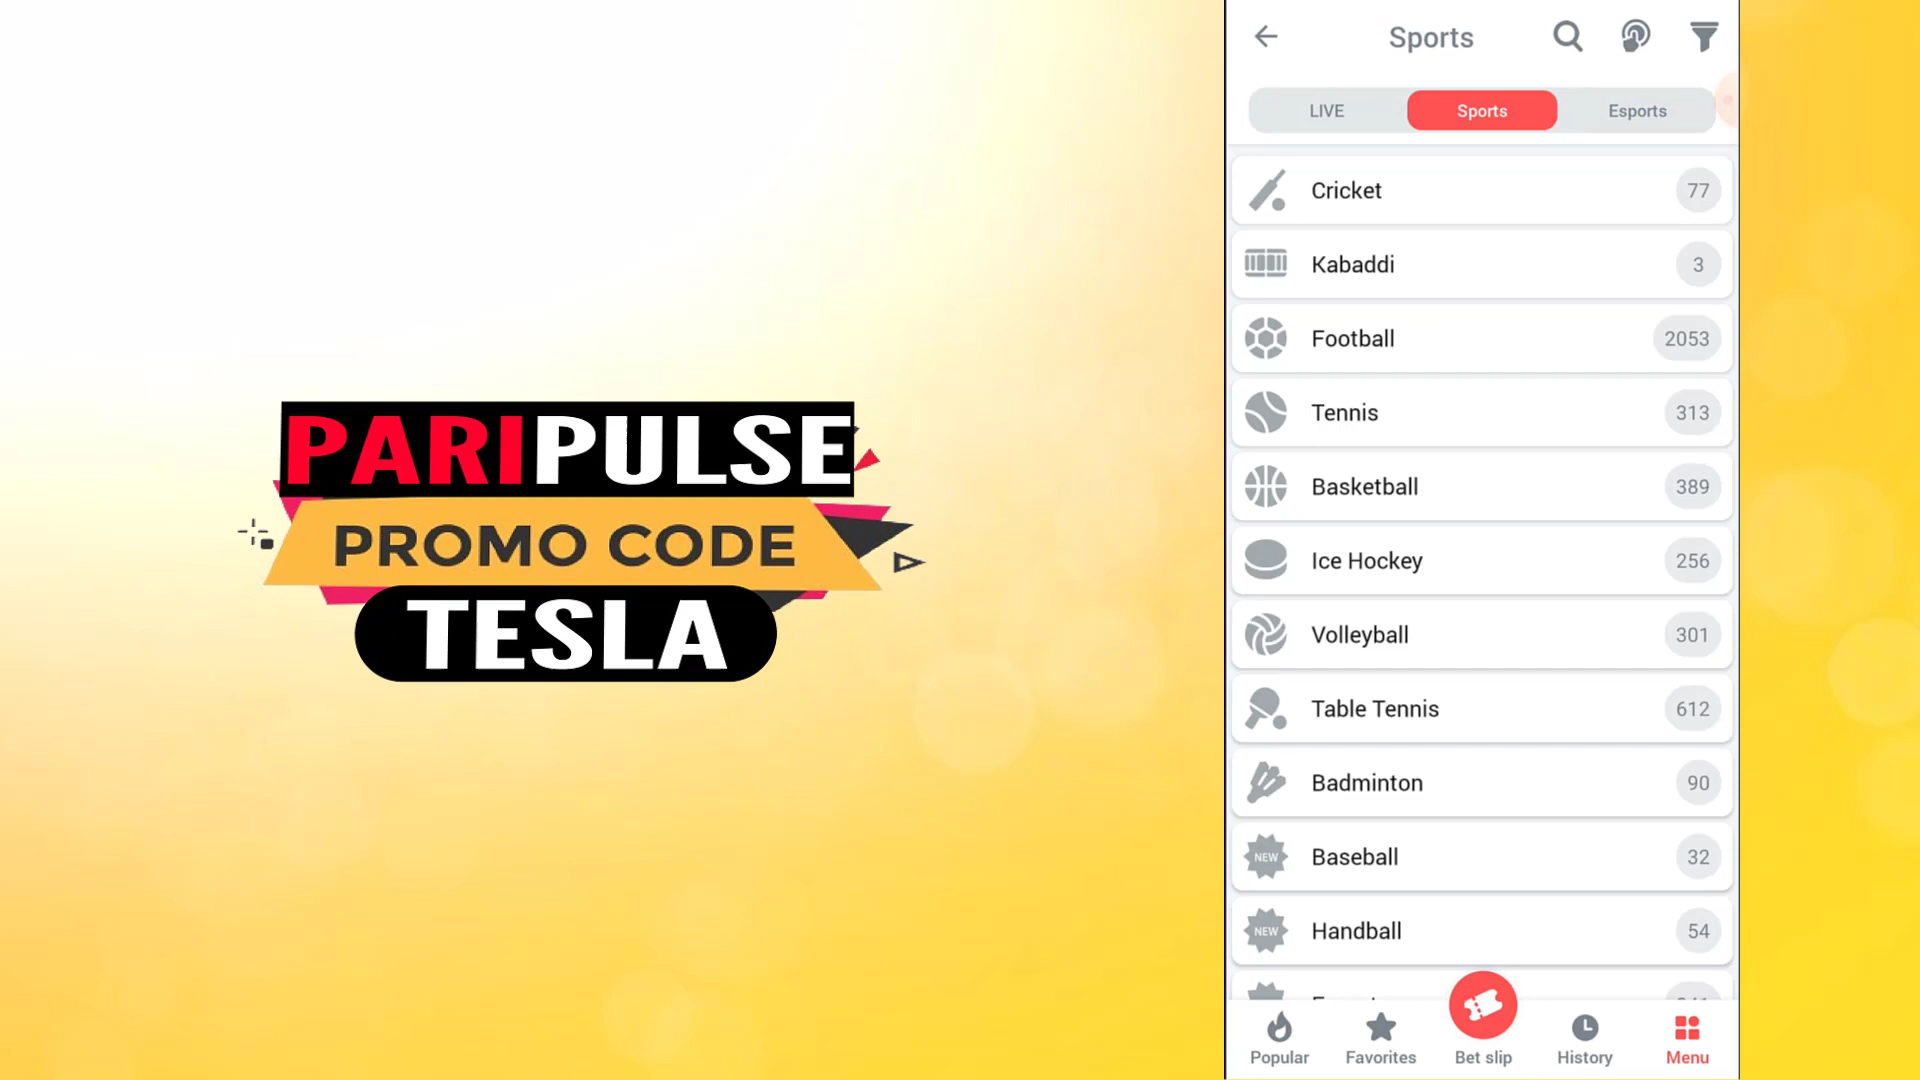 PARIPULSE
PROMO CODE
TESLA
Sports
LIVE
Sports
Esports
Cricket
77
Kabaddi
3
Football
2053
Tennis
313
Basketball
389
Ice Hockey
256
Volleyball
301
Table Tennis
612
Badminton
90
NEW
Baseball
32
NEW
Handball
54
Popular
Favorites
Bet slip
History
Menu